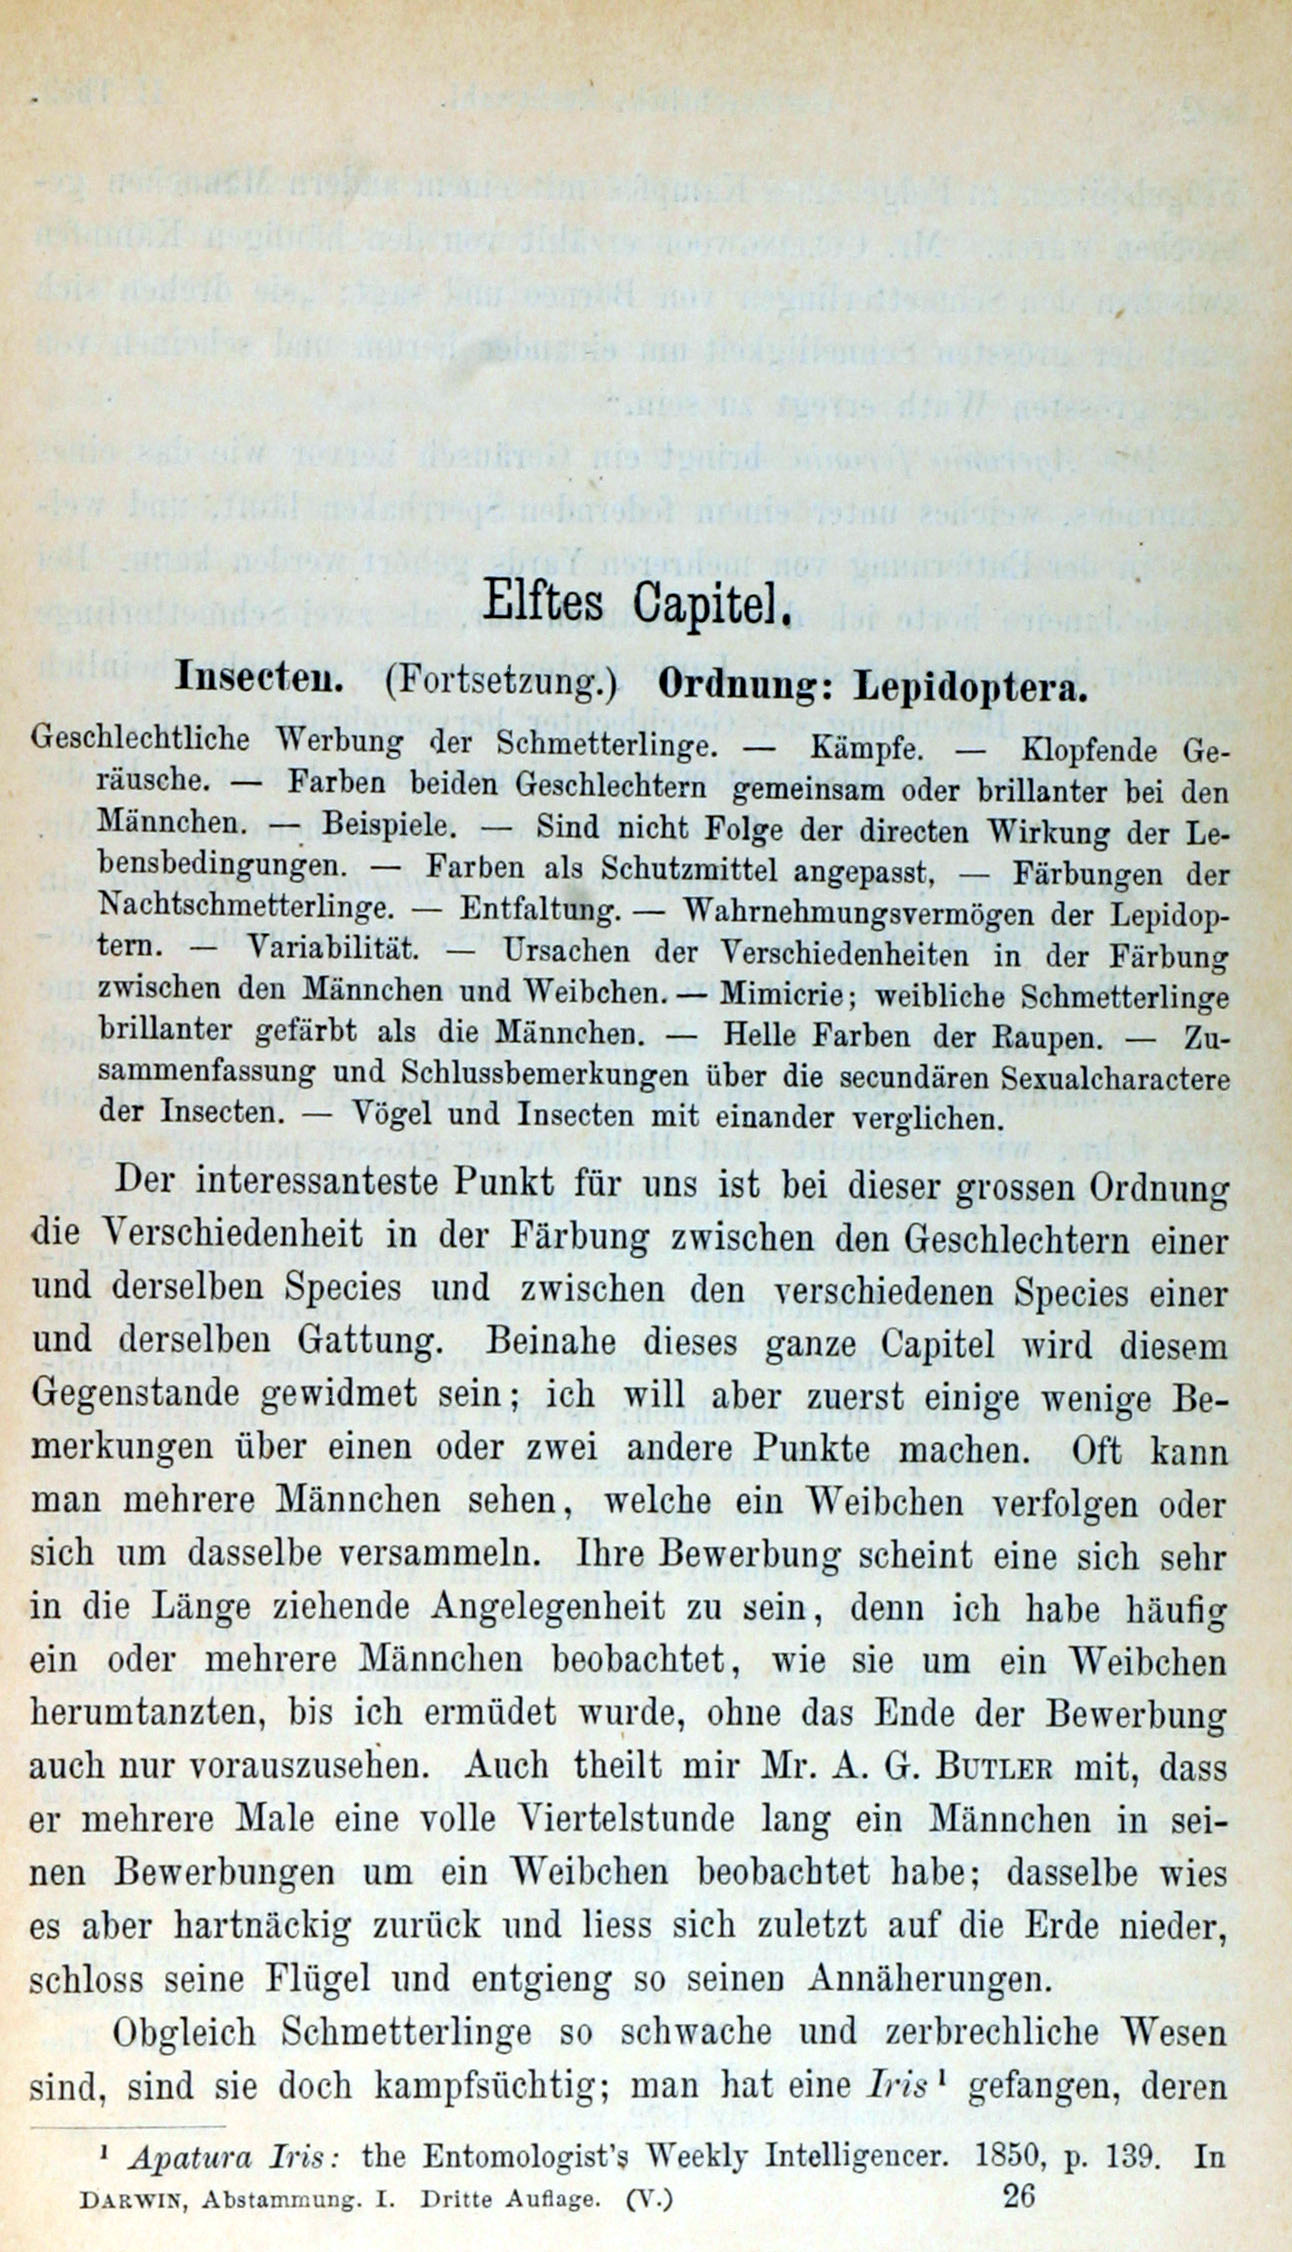 Elftes Capitel.
Insecten. (Fortsetzung.) Ordnung: Lepidoptera.
Geschlechtliche Werbung der Schmetterlinge. — Kämpfe. — Klopfende Ge-
räusche. — Farben beiden Geschlechtern gemeinsam oder brillanter bei den
Männchen. — Beispiele. — Sind nicht Folge der directen Wirkung der Le-
bensbedingungen. — Farben als Schutzmittel angepasst, — Färbungen der
Nachtschmetterlinge. — Entfaltung. — Wahrnehmungsvermögen der Lepidop-
tern. — Variabilität. — Ursachen der Verschiedenheiten in der Färbung
zwischen den Männchen und Weibchen. — Mimicrie; weibliche Schmetterlinge
brillanter gefärbt als die Männchen. — Helle Farben der Raupen. — Zu-
sammenfassung und Schlussbemerkungen über die secundären Sexualcharactere
der Insecten. — Vögel und Insecten mit einander verglichen.
Der interessanteste Punkt für uns ist bei dieser grossen Ordnung
die Verschiedenheit in der Färbung zwischen den Geschlechtern einer
und derselben Species und zwischen den verschiedenen Species einer
und derselben Gattung. Beinahe dieses ganze Capitel wird diesem
Gegenstande gewidmet sein; ich will aber zuerst einige wenige Be-
merkungen über einen oder zwei andere Punkte machen. Oft kann
man mehrere Männchen sehen, welche ein Weibchen verfolgen oder
sich um dasselbe versammeln. Ihre Bewerbung scheint eine sich sehr
in die Länge ziehende Angelegenheit zu sein, denn ich habe häufig
ein oder mehrere Männchen beobachtet, wie sie um ein Weibchen
herumtanzten, bis ich ermüdet wurde, ohne das Ende der Bewerbung
auch nur vorauszusehen. Auch theilt mir Mr. A. G. BUTLER mit, dass
er mehrere Male eine volle Viertelstunde lang ein Männchen in sei-
nen Bewerbungen um ein Weibchen beobachtet habe; dasselbe wies
es aber hartnäckig zurück und liess sich zuletzt auf die Erde nieder,
schloss seine Flügel und entgieng so seinen Annäherungen.
Obgleich Schmetterlinge so schwache und zerbrechliche Wesen
sind, sind sie doch kampfsüchtig; man hat eine Iris¹ gefangen, deren
¹ Apatura Iris: the Entomologist's Weekly Intelligencer. 1850, p. 139. In
DARWIN, Abstammung. I. Dritte Auflage. (V.) 26